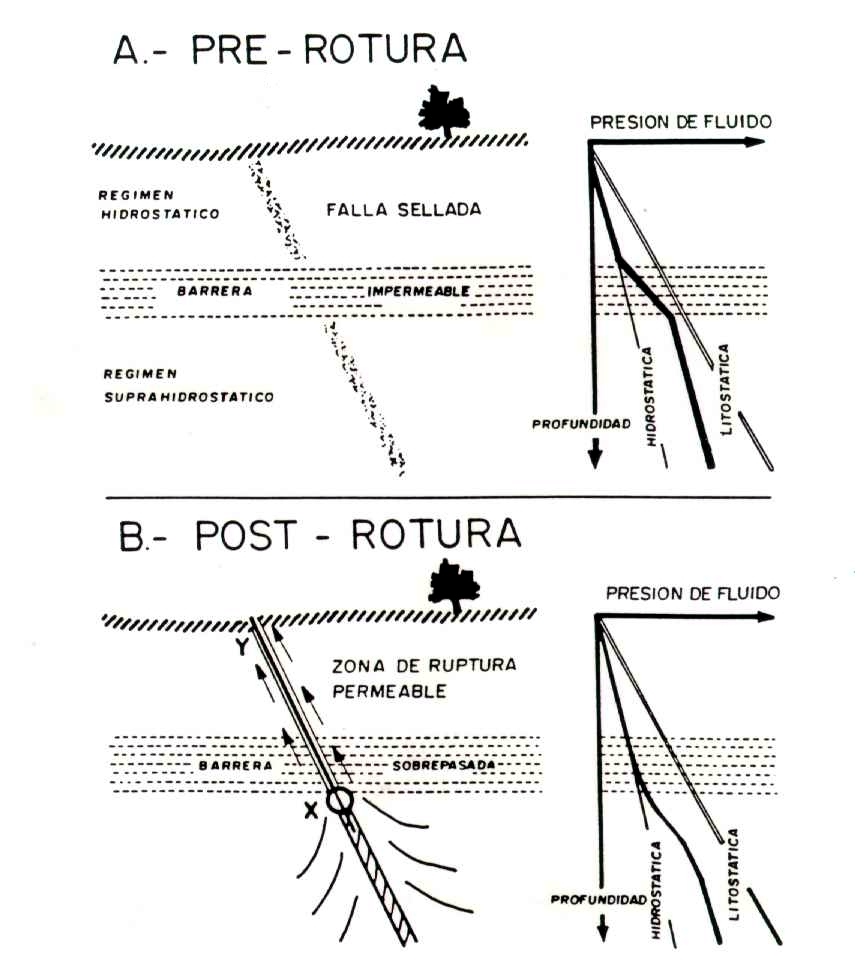 A.- PRE-ROTURA
PRESION DE FLUIDO
REGIMEN
HIDROSTATICO
FALLA SELLADA
BARRERA IMPERMEABLE
REGIMEN
SUPRAHIDROSTATICO
PROFUNDIDAD
HIDROSTATICA
LITOSTATICA
B.- POST - ROTURA
PRESION DE FLUIDO
Y
ZONA DE RUPTURA
PERMEABLE
BARRERA SOBREPASADA
X
PROFUNDIDAD
HIDROSTATICA
LITOSTATICA